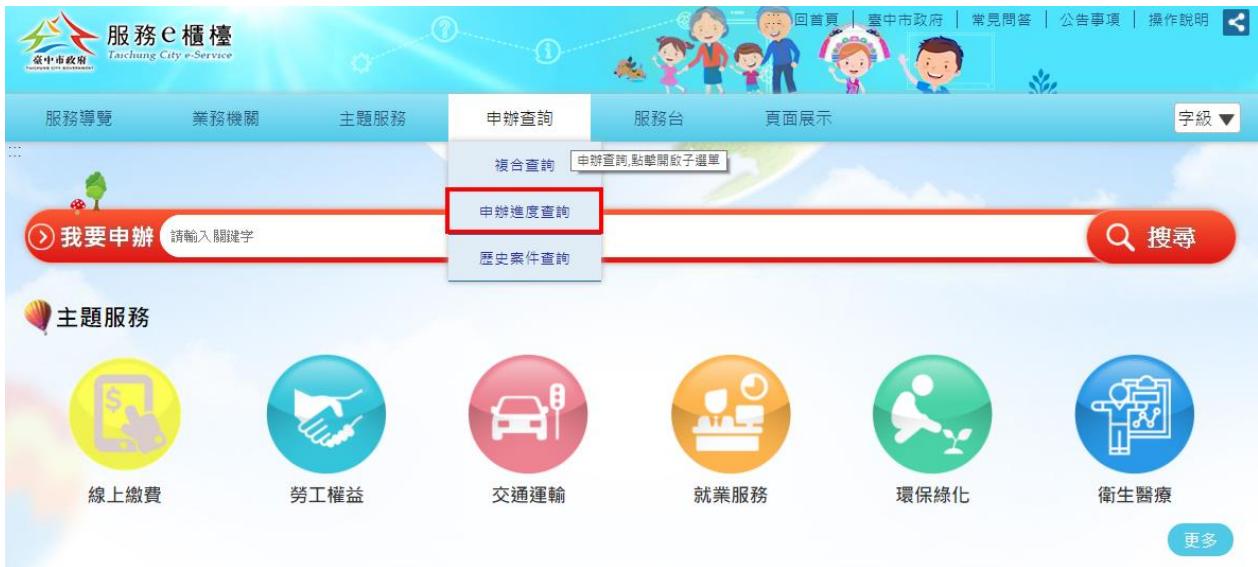 臺中市政府
TAICHUNG CITY GOVERNMENT
服務e櫃檯
Taichung City e-Service
回首頁 | 臺中市政府 | 常見問答 | 公告事項 | 操作說明
服務導覽 業務機關 主題服務 申辦查詢 服務台 頁面展示 字級▼
:::
複合查詢
申辦查詢,點擊開啟子選單
申辦進度查詢
我要申辦 請輸入關鍵字 搜尋
歷史案件查詢
主題服務
$
線上繳費 勞工權益 交通運輸 就業服務 環保綠化 衛生醫療
更多